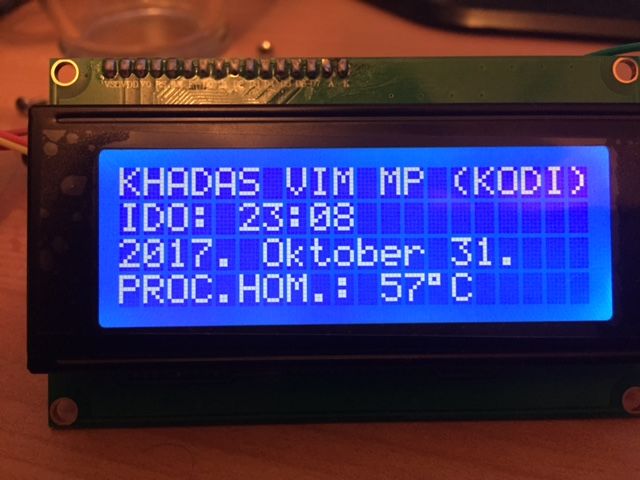 KHADAS VIM MP (KODI)
IDO: 23:08
2017. Oktober 31.
PROC.HOM.: 57°C